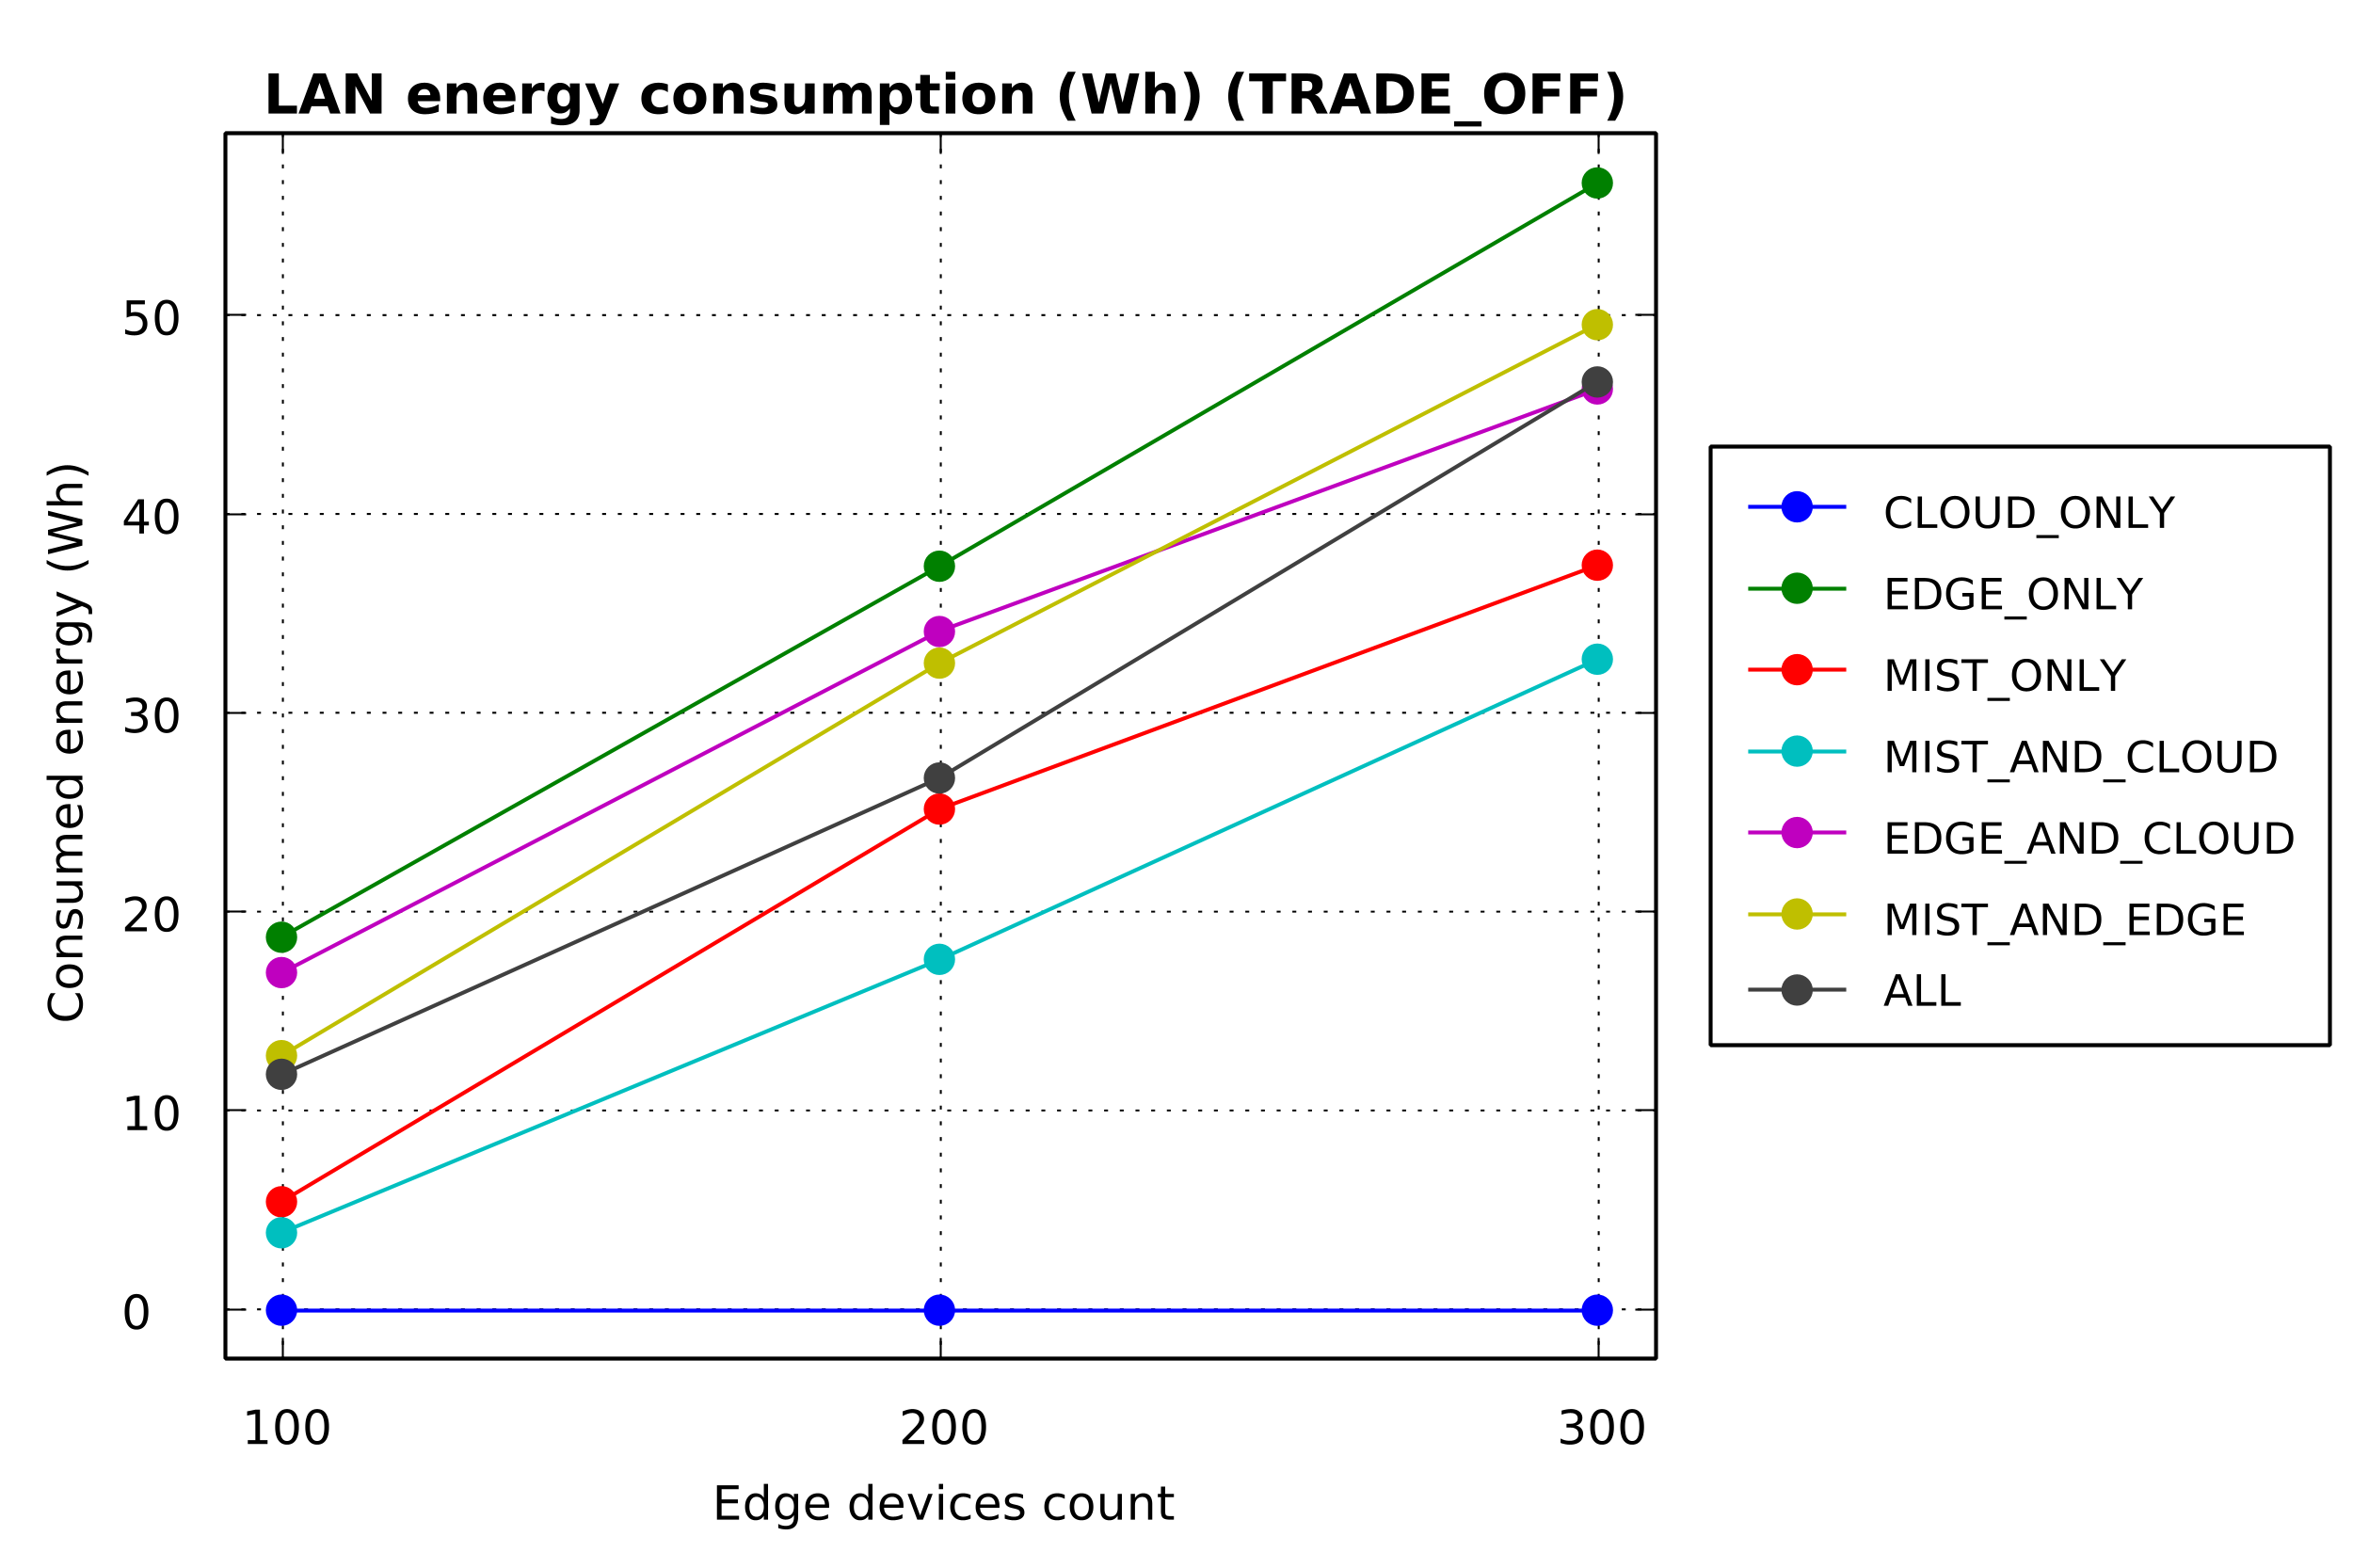 LAN energy consumption (Wh) (TRADE_OFF)
Consumed energy (Wh)
50
40
30
20
10
0
100 200 300
Edge devices count
CLOUD_ONLY
EDGE_ONLY
MIST_ONLY
MIST_AND_CLOUD
EDGE_AND_CLOUD
MIST_AND_EDGE
ALL